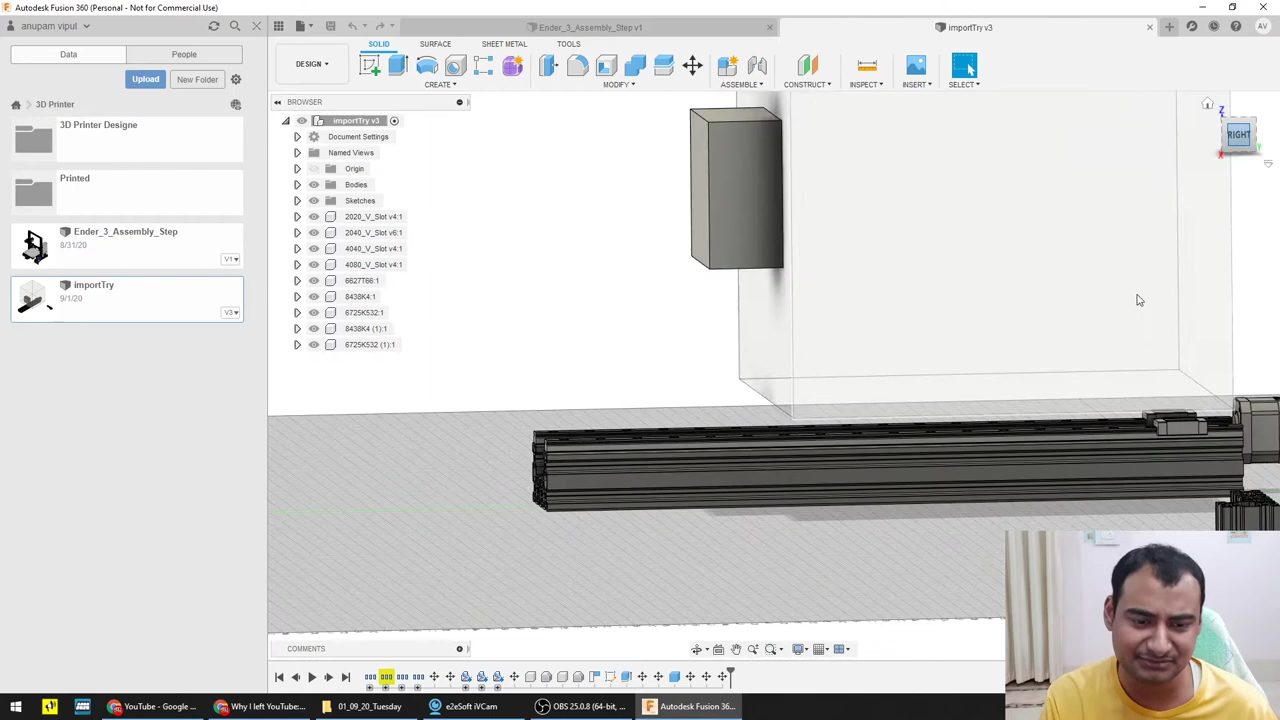 Autodesk Fusion 360 (Personal - Not for Commercial Use)
anupam vipul
Ender_3_Assembly_Step v1
importTry v3
AV
Data
People
DESIGN
SOLID
SURFACE
SHEET METAL
TOOLS
Upload
New Folder
CREATE
MODIFY
ASSEMBLE
CONSTRUCT
INSPECT
INSERT
SELECT
3D Printer
BROWSER
3D Printer Designe
importTry v3
Document Settings
Named Views
Origin
Bodies
Sketches
2020_V_Slot v4:1
2040_V_Slot v6:1
4040_V_Slot v4:1
4080_V_Slot v4:1
6627T66:1
8438K4:1
6725K532:1
8438K4 (1):1
6725K532 (1):1
Printed
Ender_3_Assembly_Step
8/31/20
V1
importTry
9/1/20
V3
Z
RIGHT
X
Y
COMMENTS
YouTube - Google ...
Why I left YouTube:...
01_09_20_Tuesday
e2eSoft iVCam
OBS 25.0.8 (64-bit, ...
Autodesk Fusion 360 ...